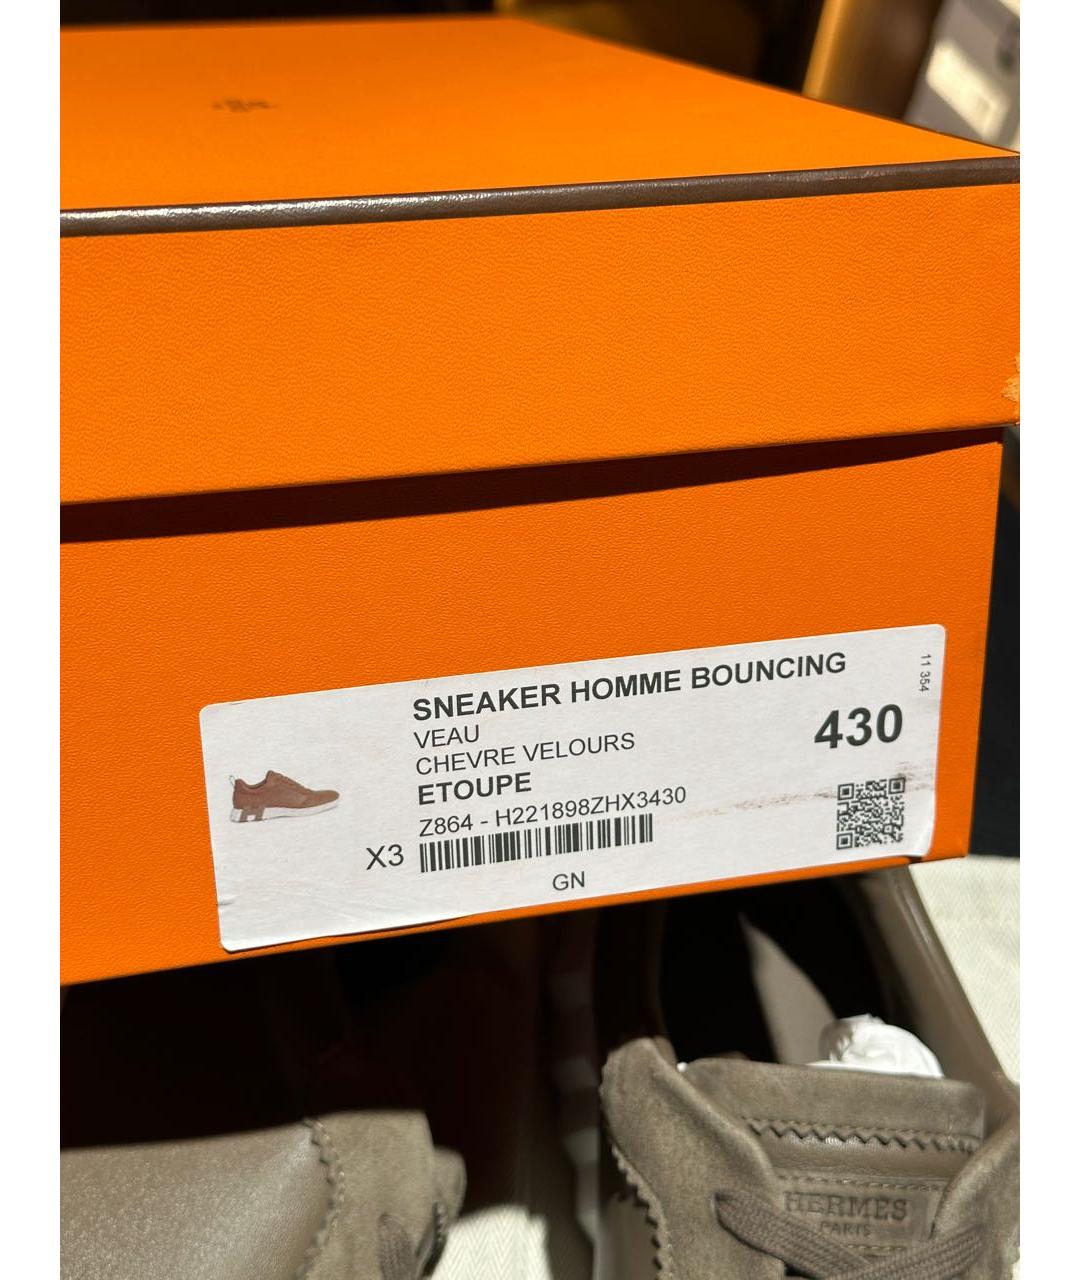 SNEAKER HOMME BOUNCING
VEAU
CHEVRE VELOURS
ETOUPE
Z864 - H221898ZHX3430
X3
GN
430
11 354
HERMES
PARIS